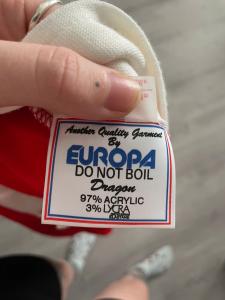 Another Quality Garment
By
EUROPA
DO NOT BOIL
Dragon
97% ACRYLIC
3% LYCRA